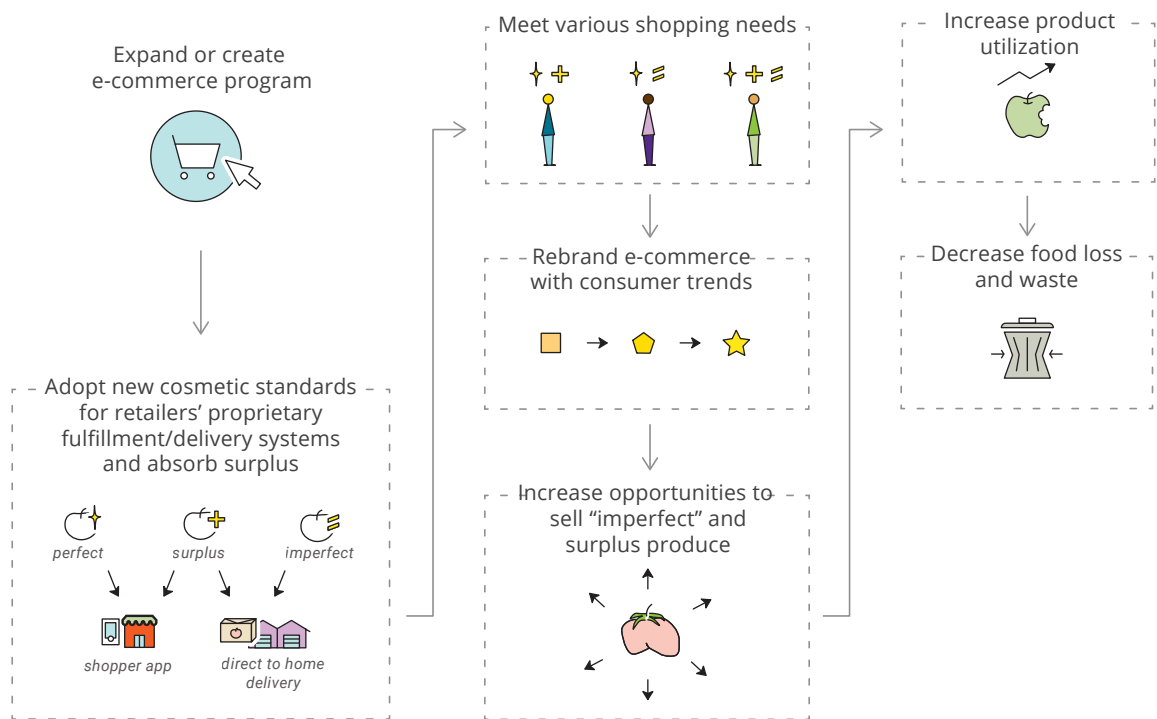 Expand or create
e-commerce program
Adopt new cosmetic standards
for retailers’ proprietary
fulfillment/delivery systems
and absorb surplus
perfect
surplus
imperfect
shopper app
direct to home
delivery
Meet various shopping needs
Rebrand e-commerce
with consumer trends
Increase opportunities to
sell “imperfect” and
surplus produce
Increase product
utilization
Decrease food loss
and waste